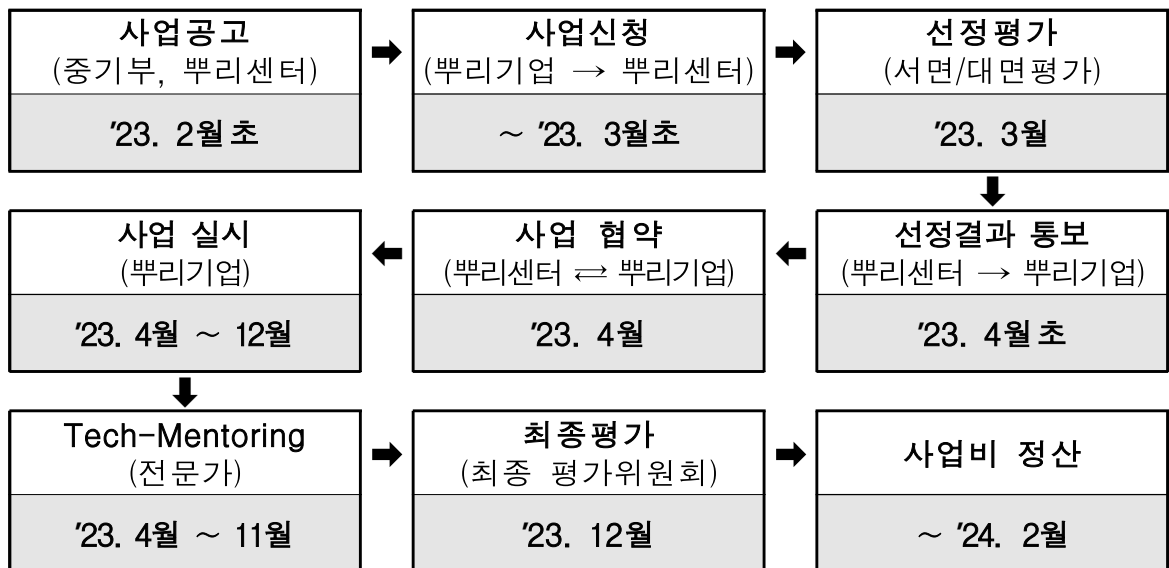 사업공고
(중기부, 뿌리센터)
'23. 2월 초
사업신청
(뿌리기업 → 뿌리센터)
~ '23. 3월초
선정평가
(서면/대면평가)
'23. 3월
선정결과 통보
(뿌리센터 → 뿌리기업)
'23. 4월 초
사업 협약
(뿌리센터 ⇄ 뿌리기업)
'23. 4월
사업 실시
(뿌리기업)
'23. 4월 ~ 12월
Tech-Mentoring
(전문가)
'23. 4월 ~ 11월
최종평가
(최종 평가위원회)
'23. 12월
사업비 정산
~ '24. 2월